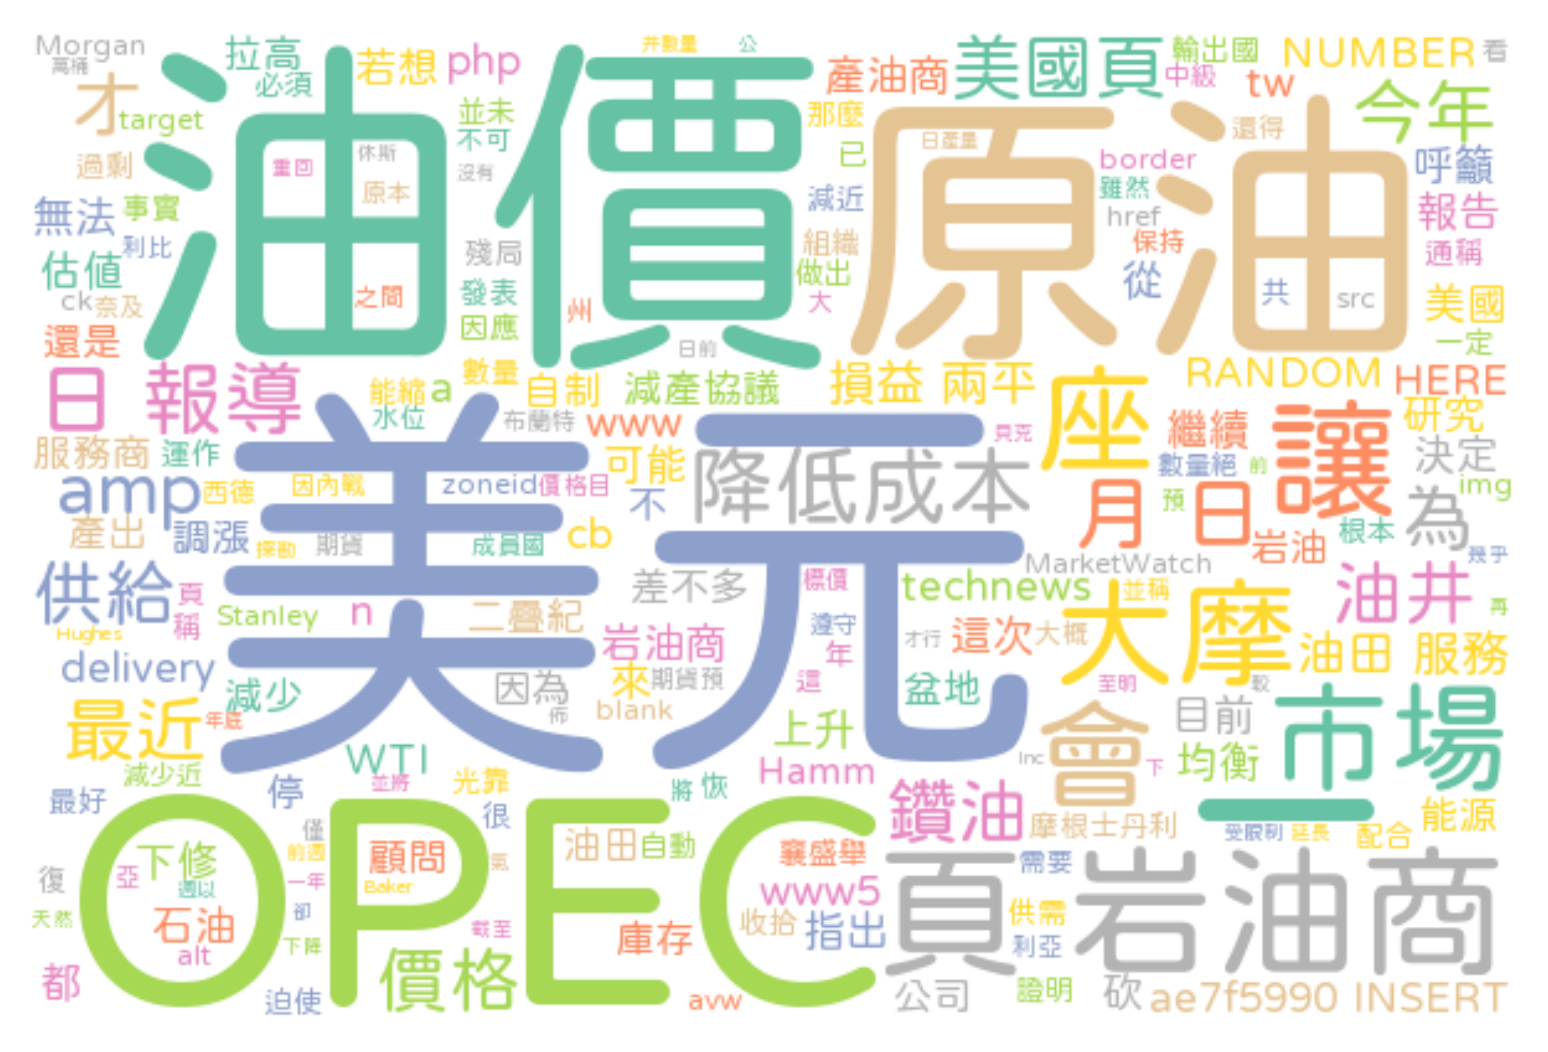 Morgan
萬桶
拉高
必須
若想
php
井數量
公
產油商
美國頁
輸出國
中級
NUMBER
看
才
target
油價
並未
不可
那麼
原油
tw
今年
過剩
重回
休斯
原本
沒有
已
日產量
還得
border
雖然
呼籲
無法
事實
利比
殘局
減近
組織
href
保持
報告
通稱
估值
ck
奈及
之間
發表
因應
州
做出
大
從
共
src
美國
一定
還是
日前
日
報導
能縮
a
水位
數量
自制
減產協議
損益
兩平
座
RANDOM
HERE
布蘭特
www
貝克
繼續
讓
研究
服務商
運作
美元
可能
降低成本
數量絕
前
決定
amp
西德
因內戰
zoneid
價格目
不
月
日
預
img
產出
調漲
探勘
期貨
成員國
cb
岩油
根本
為
幾乎
供給
頁
稱
差不多
標價
MarketWatch
technews
並稱
油井
再
Stanley
n
二疊紀
Hughes
遵守
年
大摩
岩油商
才行
這次
大概
油田
服務
delivery
減少
因為
佈
來
期貨預
這
盆地
至明
較
blank
最近
年底
上升
會
目前
市場
WTI
減少近
並將
光靠
Hamm
Inc
下
均衡
最好
停
很
將
恢
鑽油
摩根士丹利
一
受限制
延長
配合
能源
OPEC
下修
僅
前週
顧問
氣
油田
自動
襄盛舉
頁岩油商
需要
復
亞
週以
一年
Baker
www5
天然
石油
卻
下降
截至
庫存
收拾
指出
供需
利亞
alt
都
迫使
價格
avw
公司
證明
砍
ae7f5990
INSERT